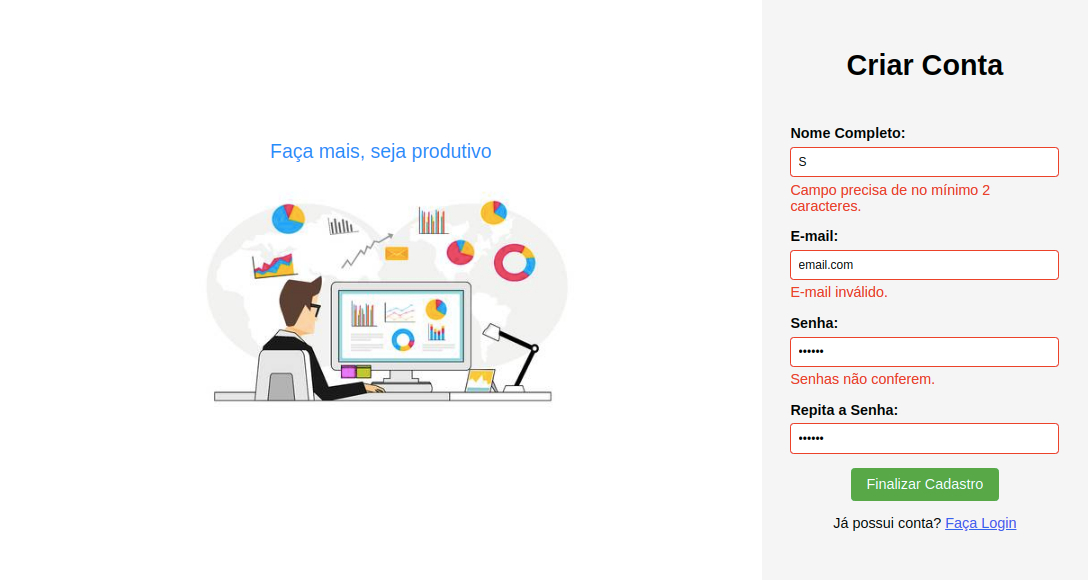 Faça mais, seja produtivo
Criar Conta
Nome Completo:
S
Campo precisa de no mínimo 2
caracteres.
E-mail:
email.com
E-mail inválido.
Senha:
••••••
Senhas não conferem.
Repita a Senha:
••••••
Finalizar Cadastro
Já possui conta? Faça Login